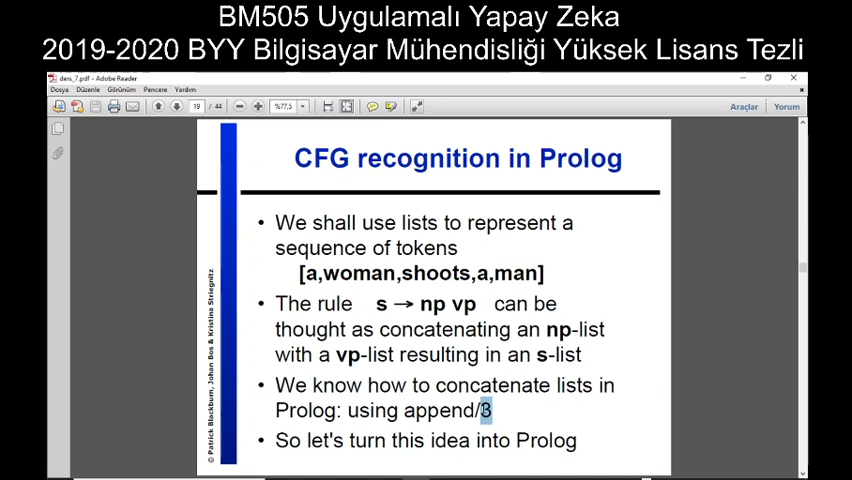 BM505 Uygulamalı Yapay Zeka
2019-2020 BYY Bilgisayar Mühendisliği Yüksek Lisans Tezli
ders_7.pdf - Adobe Reader
Dosya Düzenle Görünüm Pencere Yardım
19 / 44 %77,5 Araçlar Yorum
CFG recognition in Prolog
• We shall use lists to represent a
sequence of tokens
[a,woman,shoots,a,man]
• The rule s → np vp can be
thought as concatenating an np-list
with a vp-list resulting in an s-list
• We know how to concatenate lists in
Prolog: using append/3
• So let's turn this idea into Prolog
© Patrick Blackburn, Johan Bos & Kristina Striegnitz